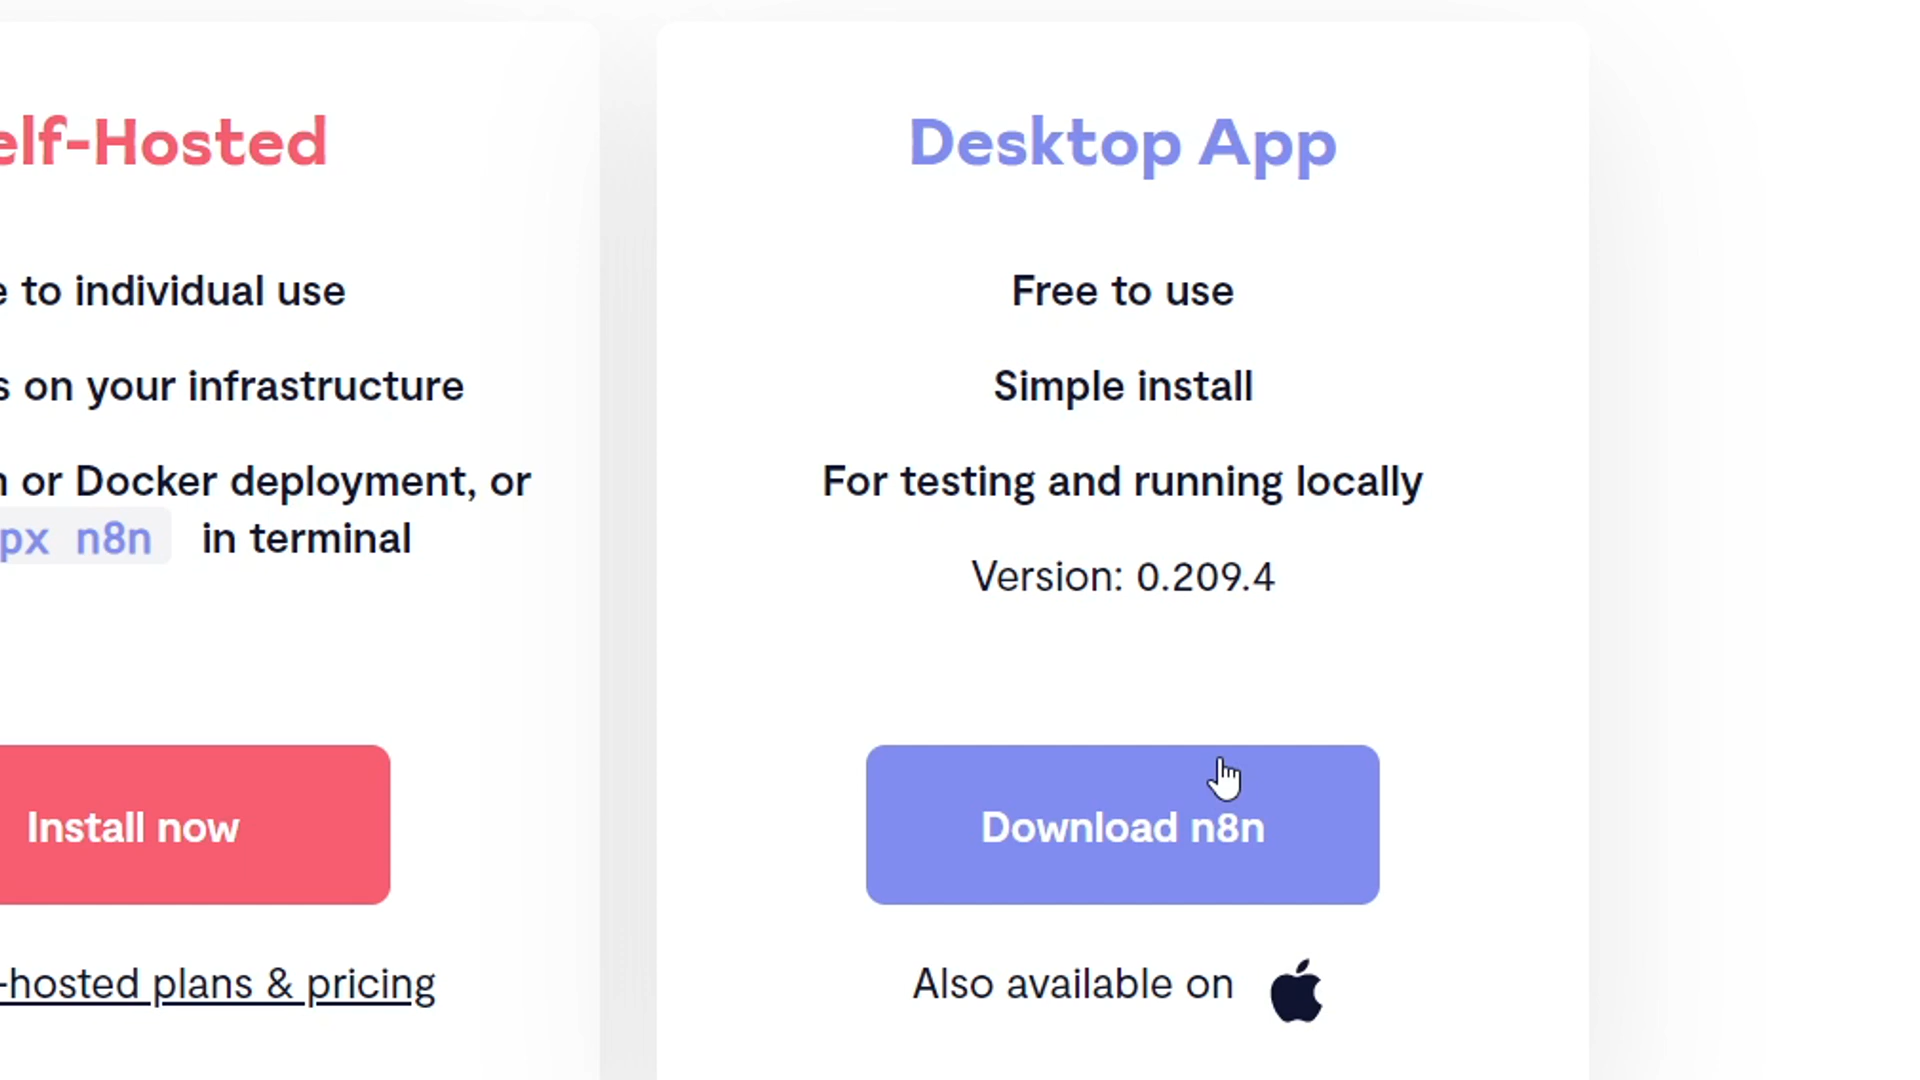 elf-Hosted
e to individual use
s on your infrastructure
n or Docker deployment, or
px n8n in terminal
Install now
-hosted plans & pricing
Desktop App
Free to use
Simple install
For testing and running locally
Version: 0.209.4
Download n8n
Also available on